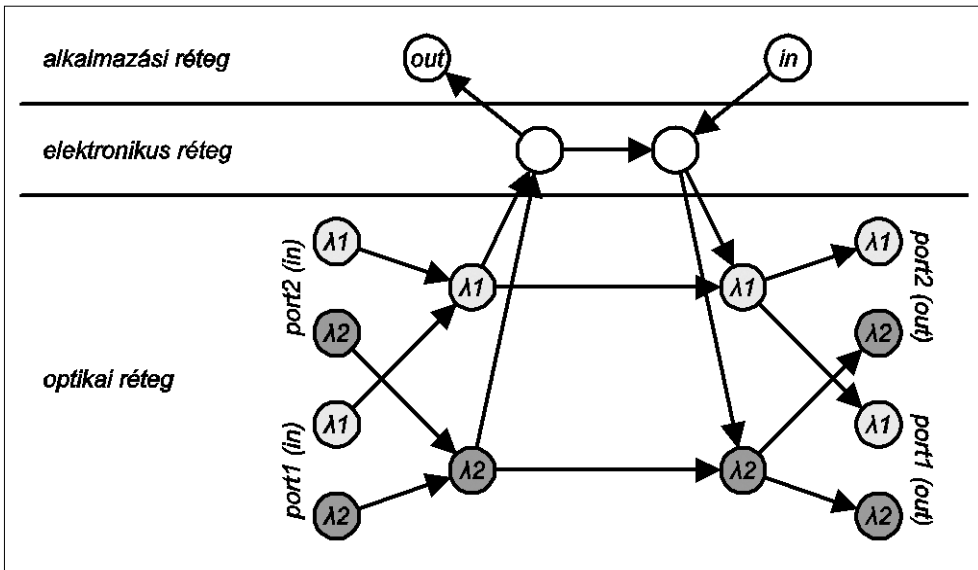 alkalmazási réteg
out
in
elektronikus réteg
optikai réteg
port2 (in)
λ1
λ2
port1 (in)
λ1
λ2
λ1
λ2
λ1
λ2
λ1
λ2
port2 (out)
λ1
λ2
port1 (out)